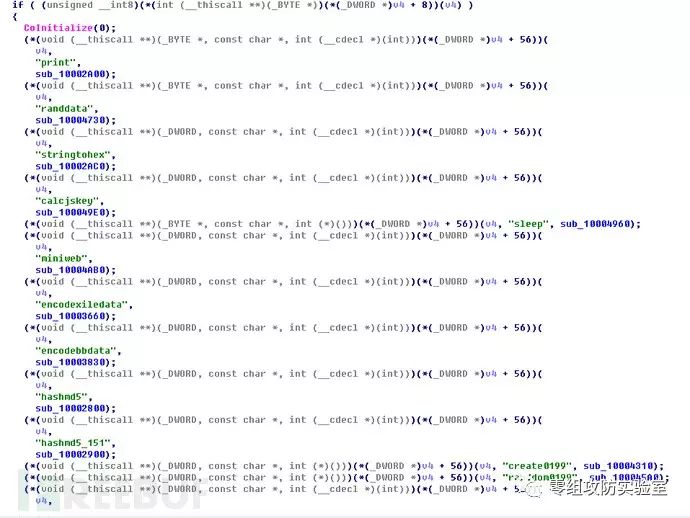 if ( (unsigned __int8)(*(int (__thiscall **)(_BYTE *))(*(_DWORD *)v4 + 8))(v4) )
{
CoInitialize(0);
(*(void (__thiscall **)(_BYTE *, const char *, int (__cdecl *)(int)))(*(_DWORD *)v4 + 56))(
v4,
"print",
sub_10002A00);
(*(void (__thiscall **)(_BYTE *, const char *, int (__cdecl *)(int)))(*(_DWORD *)v4 + 56))(
v4,
"randdata",
sub_10004730);
(*(void (__thiscall **)(_DWORD, const char *, int (__cdecl *)(int)))(*(_DWORD *)v4 + 56))(
v4,
"stringtohex",
sub_10002AC0);
(*(void (__thiscall **)(_DWORD, const char *, int (__cdecl *)(int)))(*(_DWORD *)v4 + 56))(
v4,
"calcjskey",
sub_100049E0);
(*(void (__thiscall **)(_BYTE *, const char *, int (*)()))(*(_DWORD *)v4 + 56))(v4, "sleep", sub_10004960);
(*(void (__thiscall **)(_DWORD, const char *, int (__cdecl *)(int)))(*(_DWORD *)v4 + 56))(
v4,
"miniweb",
sub_10004AB0);
(*(void (__thiscall **)(_DWORD, const char *, int (__cdecl *)(int)))(*(_DWORD *)v4 + 56))(
v4,
"encodexiledata",
sub_10003660);
(*(void (__thiscall **)(_DWORD, const char *, int (__cdecl *)(int)))(*(_DWORD *)v4 + 56))(
v4,
"encodebbdata",
sub_10003830);
(*(void (__thiscall **)(_DWORD, const char *, int (__cdecl *)(int)))(*(_DWORD *)v4 + 56))(
v4,
"hashmd5",
sub_10002800);
(*(void (__thiscall **)(_DWORD, const char *, int (__cdecl *)(int)))(*(_DWORD *)v4 + 56))(
v4,
"hashmd5_151",
sub_10002900);
(*(void (__thiscall **)(_DWORD, const char *, int (*)()))(*(_DWORD *)v4 + 56))(v4, "create0199", sub_10004310);
(*(void (__thiscall **)(_DWORD, const char *, int (*)()))(*(_DWORD *)v4 + 56))(v4,
(*(void (__thiscall **)(_DWORD, const char *, int (__cdecl *)(int)))(*(_DWORD *)v4 + 5
v4,
REEBUF
零组攻防实验室